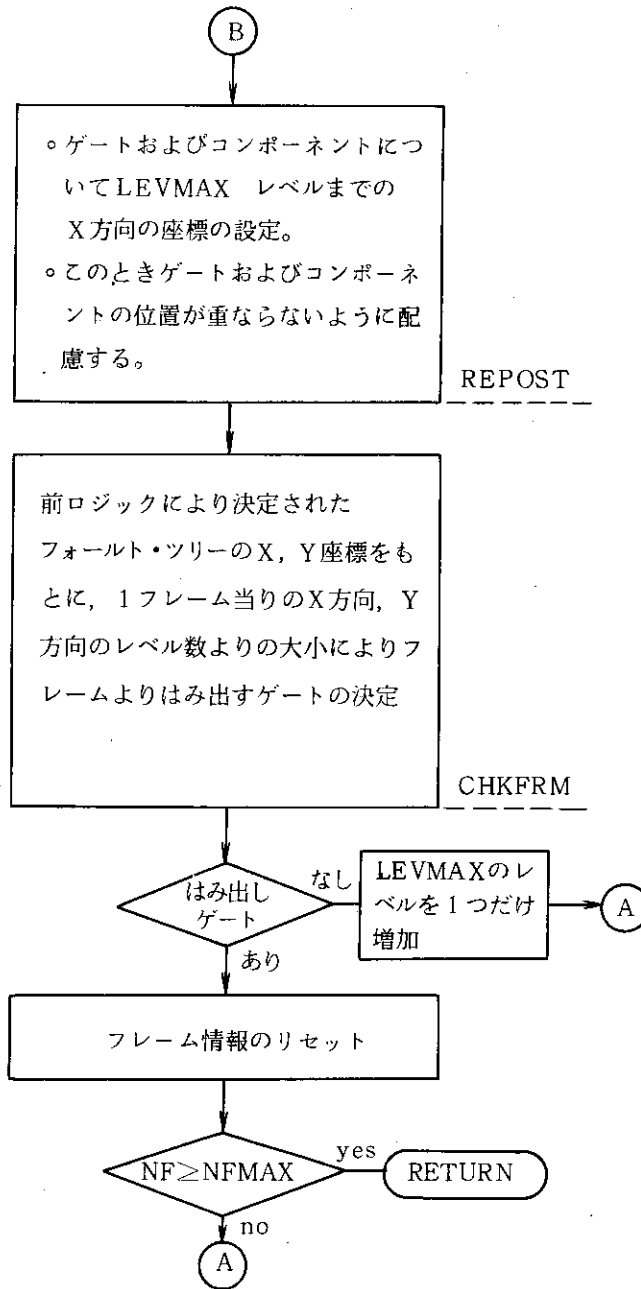 B
○ ゲートおよびコンポーネントにつ
いてLEVMAX レベルまでの
X方向の座標の設定。
○ このときゲートおよびコンポーネ
ントの位置が重ならないように配
慮する。
REPOST
前ロジックにより決定された
フォールト・ツリーのX, Y座標をも
とに, 1フレーム当りのX方向, Y
方向のレベル数よりの大小によりフ
レームよりはみ出すゲートの決定
CHKFRM
はみ出し
ゲート
なし
LEVMAXのレ
ベルを1つだけ
増加
A
あり
フレーム情報のリセット
NF≥NFMAX
yes
RETURN
no
A